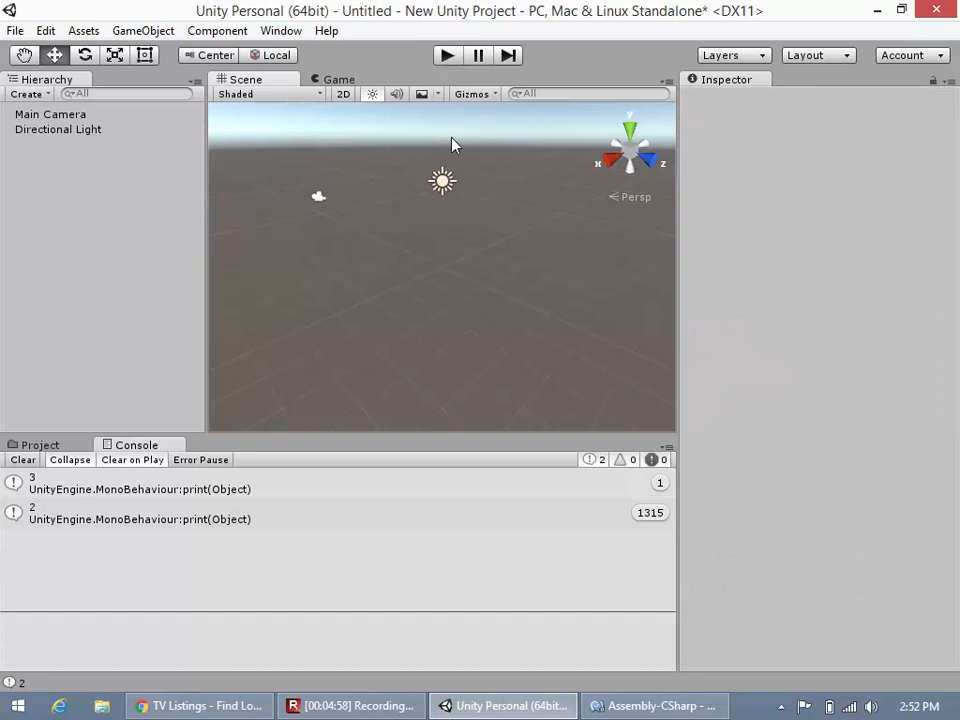 Unity Personal (64bit) - Untitled - New Unity Project - PC, Mac & Linux Standalone* <DX11>
File Edit Assets GameObject Component Window Help
Center Local Layers Layout Account
Hierarchy Scene Game Inspector
Create All Shaded 2D Gizmos All
Main Camera
Directional Light
y
x z
Persp
Project Console
Clear Collapse Clear on Play Error Pause 2 0 0
3
UnityEngine.MonoBehaviour:print(Object) 1
2
UnityEngine.MonoBehaviour:print(Object) 1315
2
TV Listings - Find Lo... [00:04:58] Recording... Unity Personal (64bit... Assembly-CSharp - ... 2:52 PM